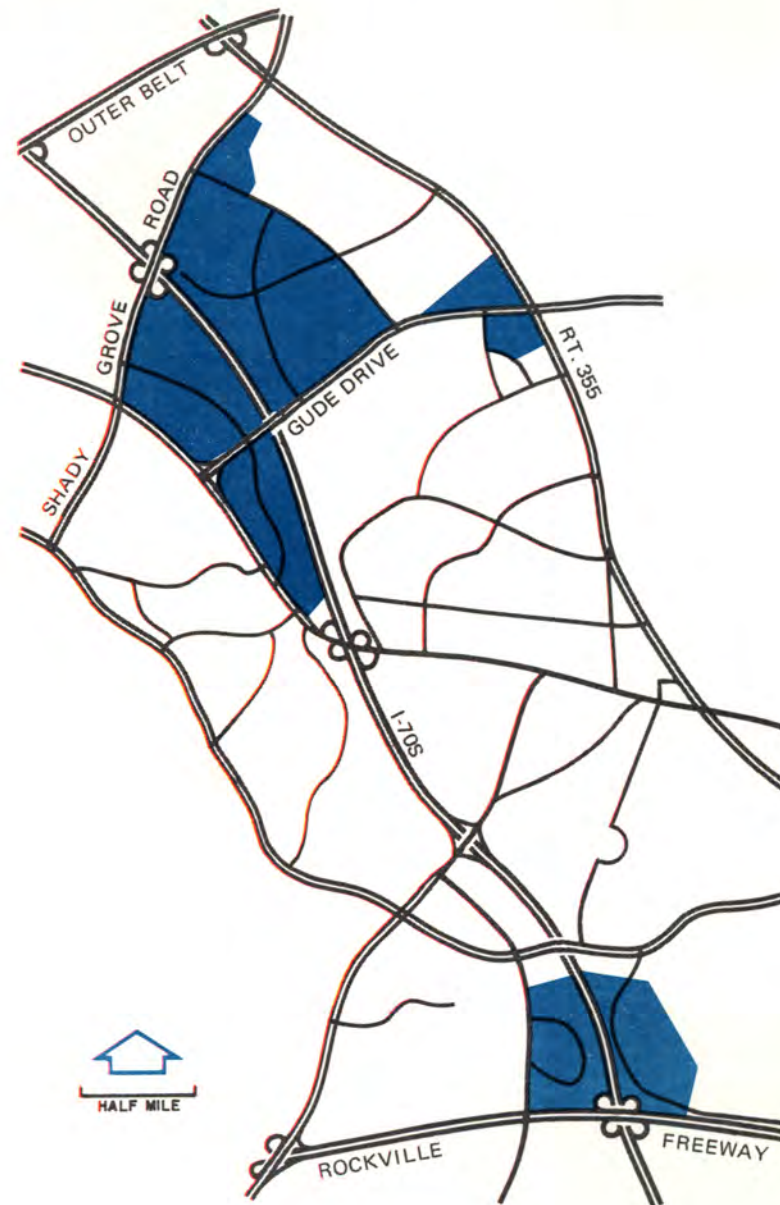 OUTER BELT
SHADY GROVE ROAD
GUDE DRIVE
RT. 355
I-70S
HALF MILE
ROCKVILLE FREEWAY